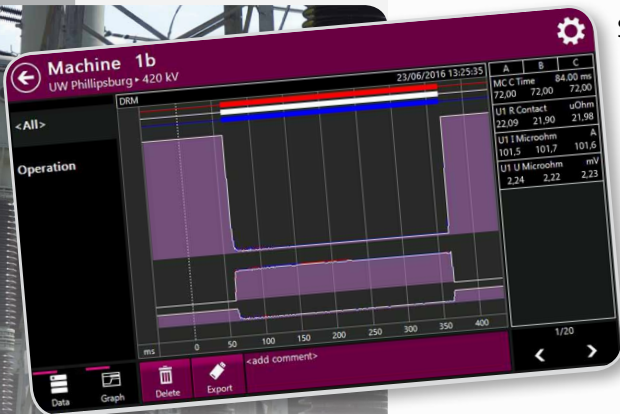 Machine 1b
UW Phillipsburg ▸ 420 kV
<All>
Operation
DRM
23/06/2016 13:25:35
ms 0 50 100 150 200 250 300 350 400
A B C
MC C Time 84.00 ms
72,00 72,00 72,00
U1 R Contact uOhm
22,09 21,90 21,98
U1 I Microohm A
101,5 101,7 101,6
U1 U Microohm mV
2,24 2,22 2,23
1/20
Data
Graph
Delete
Export
<add comment>